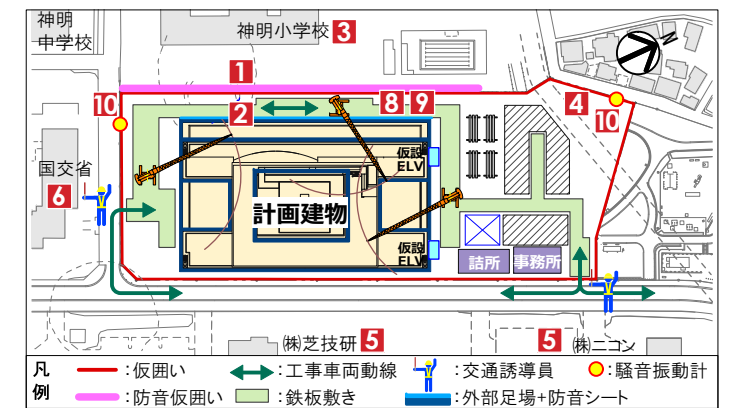 神明
中学校
神明小学校 3
N
1
10
2
8 9
4
10
仮設
ELV
国交省
6
計画建物
仮設
ELV
詰所
事務所
㈱芝技研 5
5 ㈱ニコン
凡例
:仮囲い
:工事車両動線
:交通誘導員
:騒音振動計
:防音仮囲い
:鉄板敷き
:外部足場+防音シート